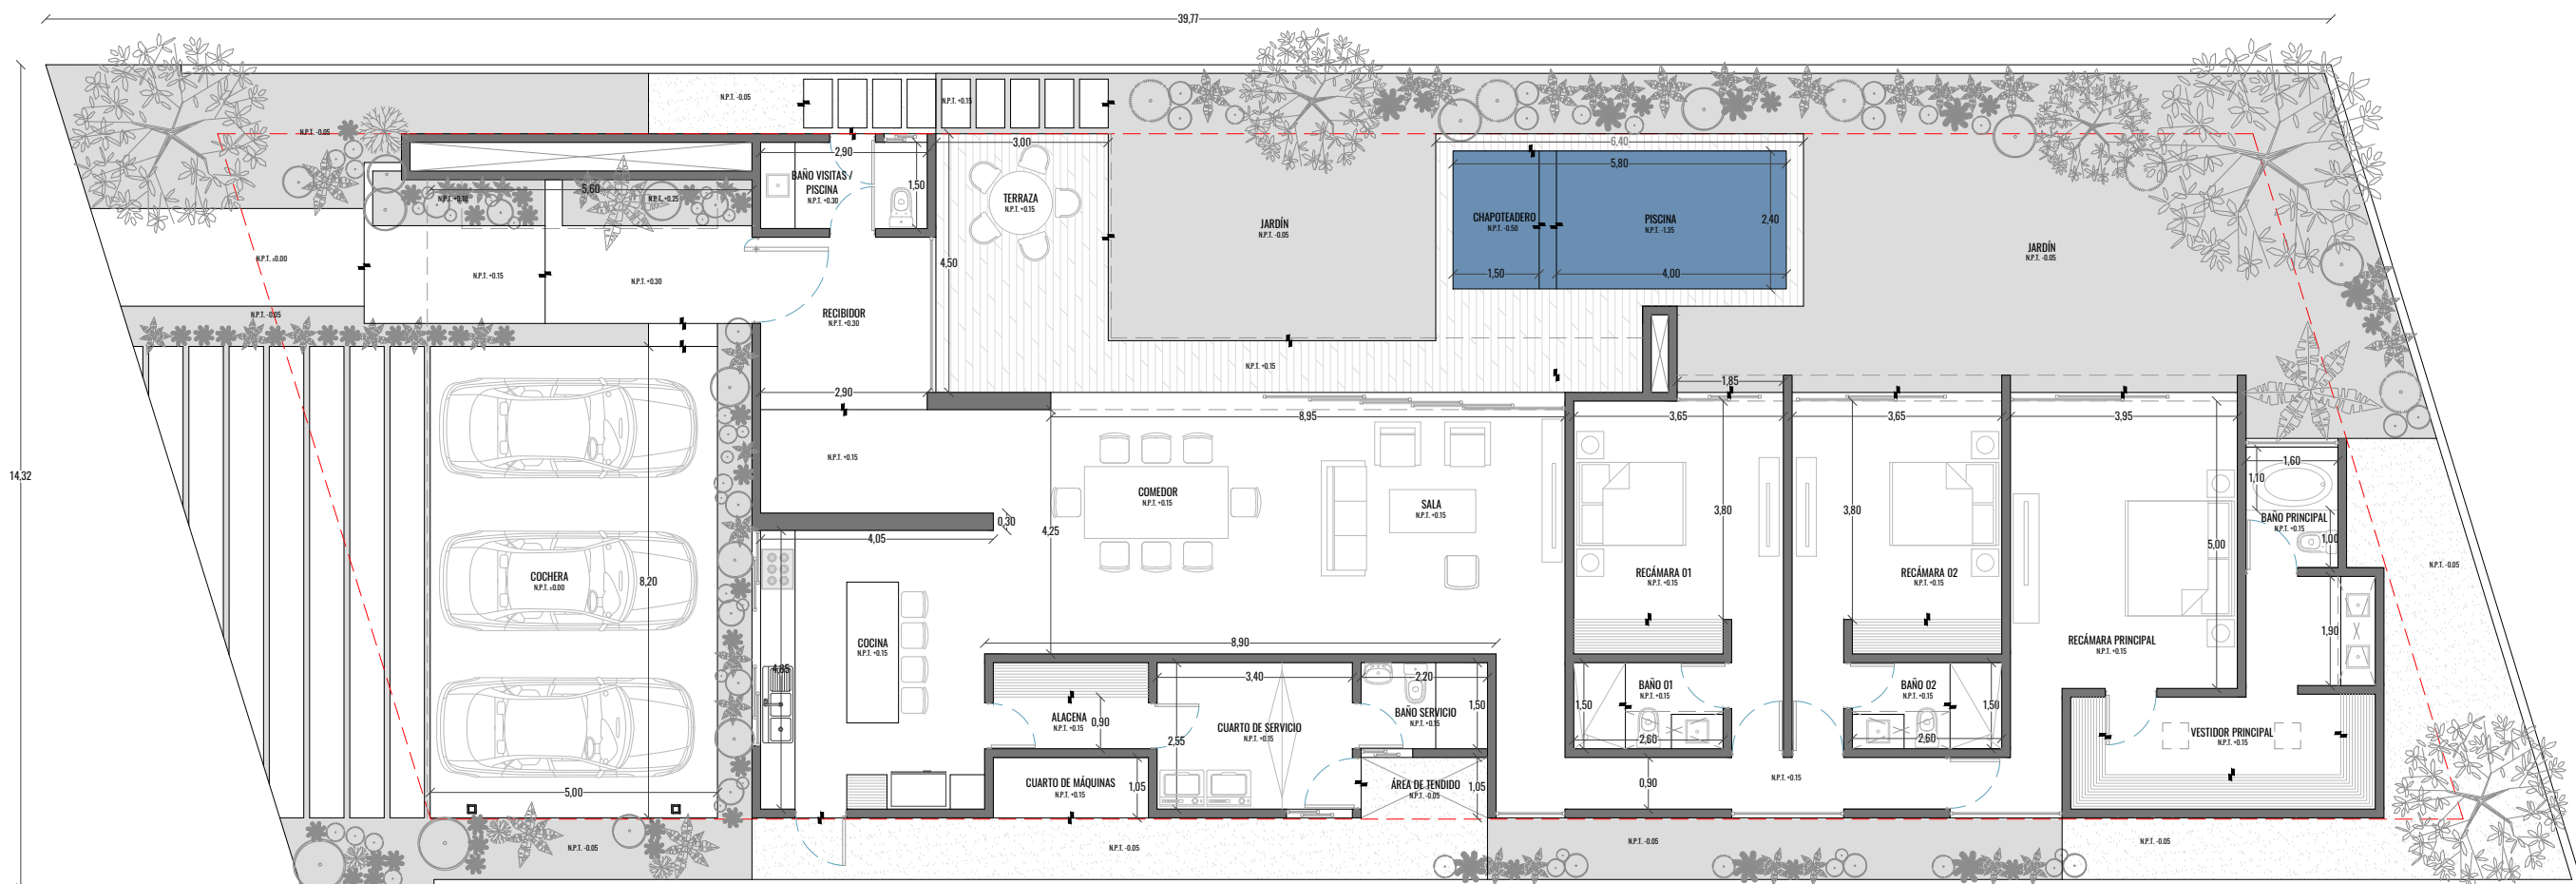 39,77
14,32
N.P.T. -0.05
N.P.T. +0.15
N.P.T. -0.05
2,90
3,00
6,40
5,80
BAÑO VISITAS /
PISCINA
N.P.T. +0.30
1,50
TERRAZA
N.P.T. +0.15
5,60
N.P.T. +0.10
N.P.T. +0.25
JARDÍN
N.P.T. -0.05
CHAPOTEADERO
N.P.T. -0.50
PISCINA
N.P.T. -1.35
2,40
JARDÍN
N.P.T. -0.05
N.P.T. ±0.00
N.P.T. +0.15
N.P.T. +0.30
4,50
1,50
4,00
N.P.T. -0.05
RECIBIDOR
N.P.T. +0.30
N.P.T. +0.15
2,90
8,95
1,85
3,65
3,65
3,95
N.P.T. +0.15
COMEDOR
N.P.T. +0.15
SALA
N.P.T. +0.15
1,60
1,10
0,30
4,05
4,25
3,80
3,80
5,00
BAÑO PRINCIPAL
N.P.T. +0.15
1,00
COCHERA
N.P.T. ±0.00
8,20
RECÁMARA 01
N.P.T. +0.15
RECÁMARA 02
N.P.T. +0.15
N.P.T. -0.05
COCINA
N.P.T. +0.15
4,85
8,90
RECÁMARA PRINCIPAL
N.P.T. +0.15
1,90
3,40
2,20
BAÑO 01
N.P.T. +0.15
BAÑO 02
N.P.T. +0.15
1,50
1,50
ALACENA
N.P.T. +0.15
0,90
CUARTO DE SERVICIO
N.P.T. +0.15
2,55
BAÑO SERVICIO
N.P.T. +0.15
1,50
2,60
2,60
VESTIDOR PRINCIPAL
N.P.T. +0.15
5,00
CUARTO DE MÁQUINAS
N.P.T. +0.15
1,05
ÁREA DE TENDIDO
N.P.T. -0.05
1,05
0,90
N.P.T. +0.15
N.P.T. -0.05
N.P.T. -0.05
N.P.T. -0.05
N.P.T. -0.05